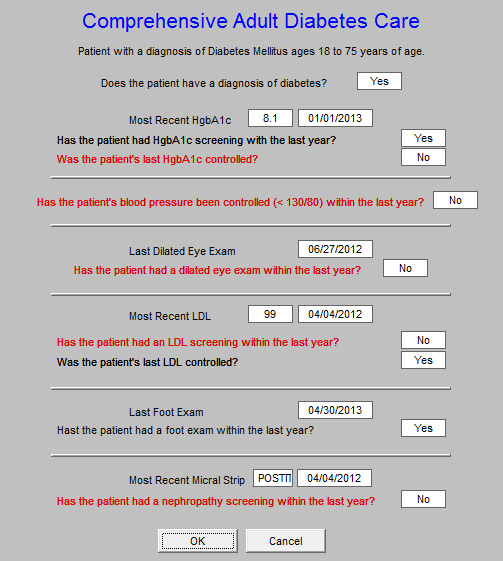 Comprehensive Adult Diabetes Care
Patient with a diagnosis of Diabetes Mellitus ages 18 to 75 years of age.
Does the patient have a diagnosis of diabetes? Yes
Most Recent HgbA1c 8.1 01/01/2013
Has the patient had HgbA1c screening with the last year? Yes
Was the patient's last HgbA1c controlled? No
Has the patient's blood pressure been controlled (< 130/80) within the last year? No
Last Dilated Eye Exam 06/27/2012
Has the patient had a dilated eye exam within the last year? No
Most Recent LDL 99 04/04/2012
Has the patient had an LDL screening within the last year? No
Was the patient's last LDL controlled? Yes
Last Foot Exam 04/30/2013
Hast the patient had a foot exam within the last year? Yes
Most Recent Micral Strip 04/04/2012
Has the patient had a nephropathy screening within the last year? No
OK Cancel